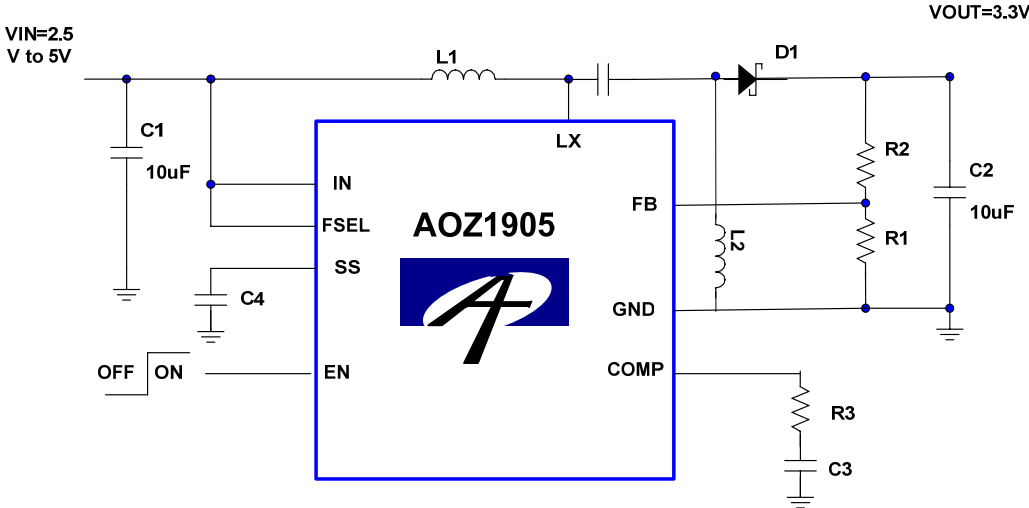 VOUT=3.3V
VIN=2.5
V to 5V
L1
D1
C1
10uF
LX
R2
C2
10uF
IN
FB
FSEL
AOZ1905
R1
L2
SS
C4
GND
OFF
ON
EN
COMP
R3
C3